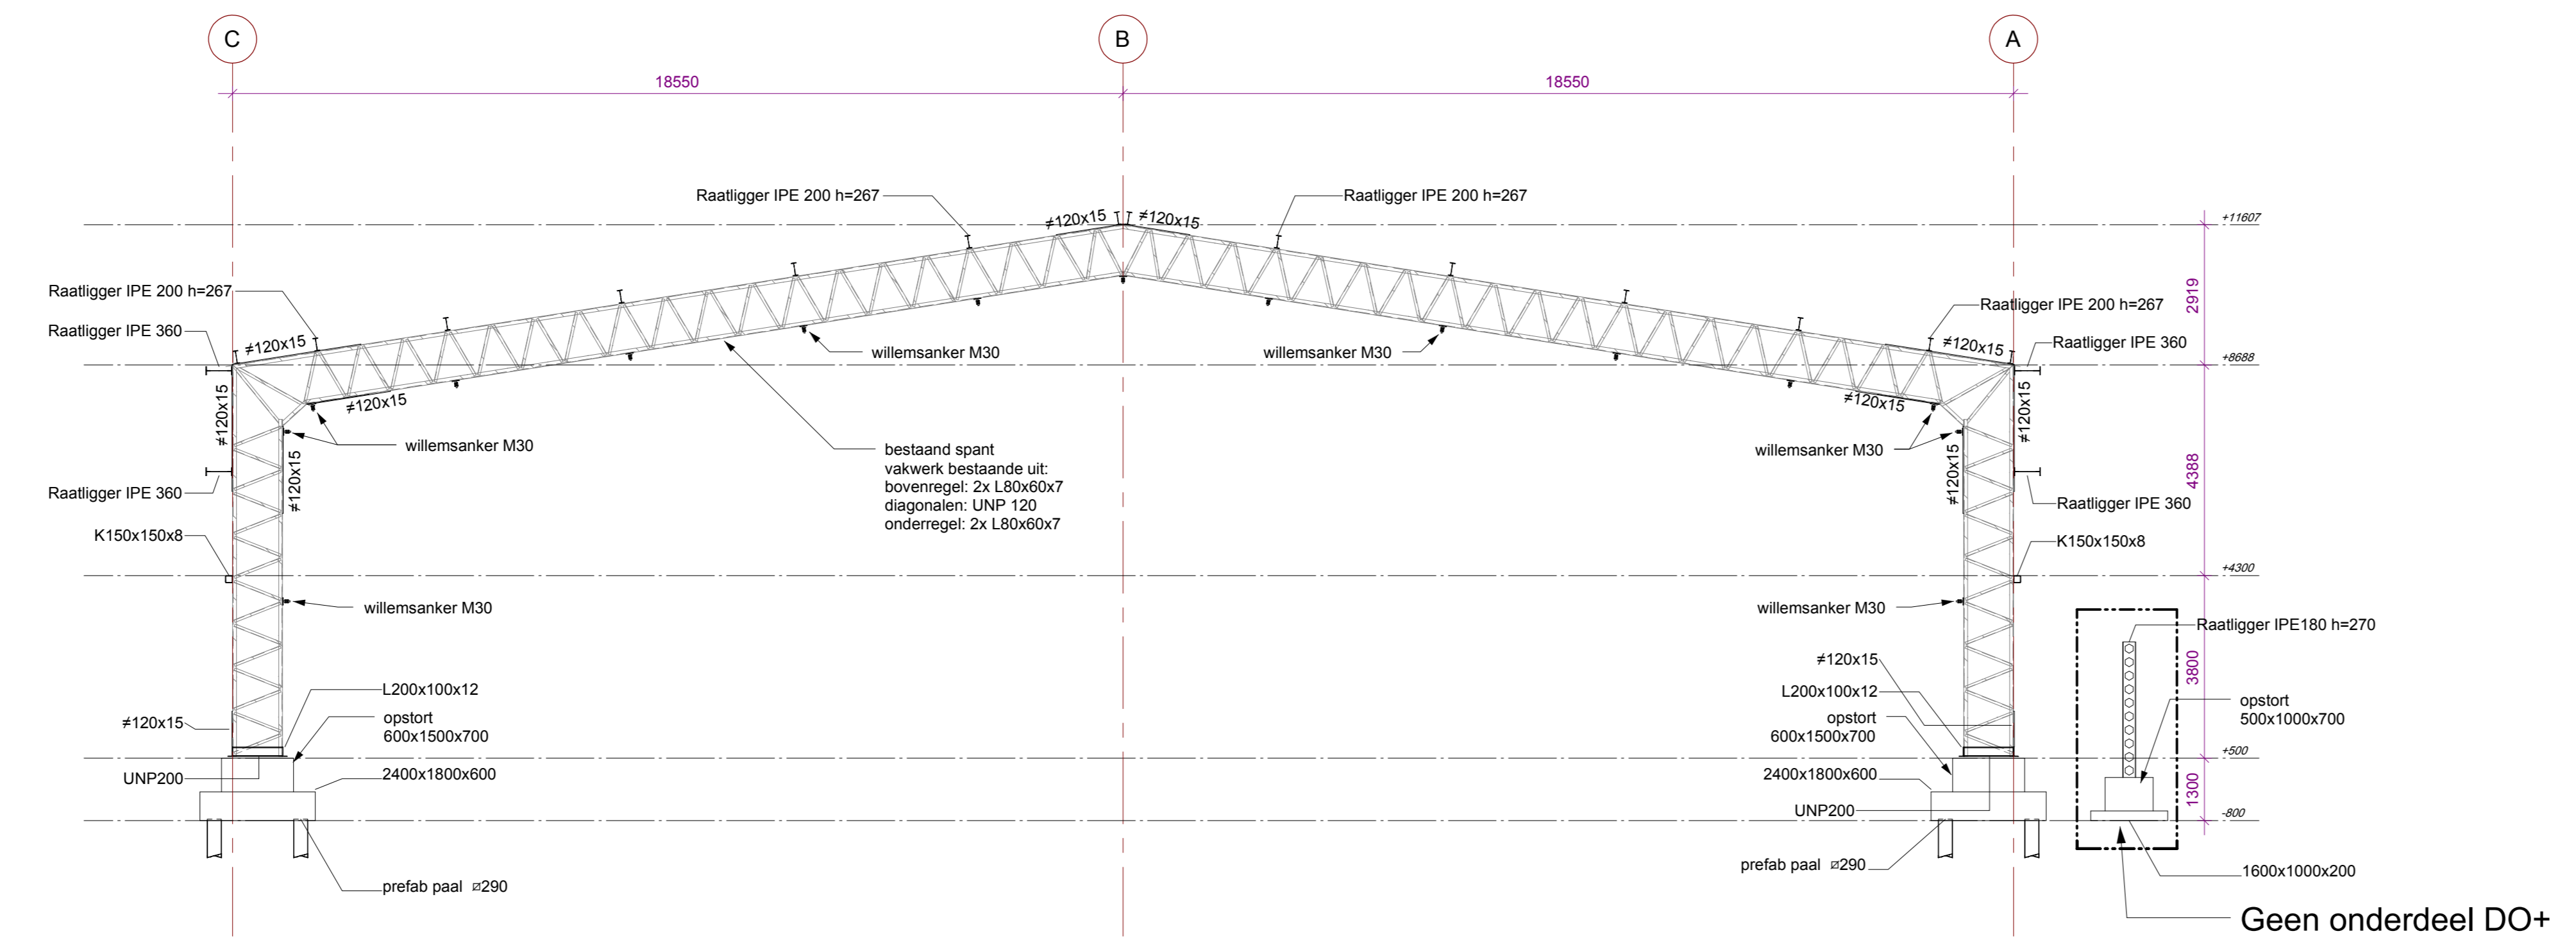 C
B
A
18550
18550
Raatligger IPE 200 h=267
≠120x15
≠120x15
Raatligger IPE 200 h=267
+11607
2919
Raatligger IPE 200 h=267
Raatligger IPE 360
≠120x15
willemsanker M30
willemsanker M30
≠120x15
Raatligger IPE 200 h=267
Raatligger IPE 360
+8688
≠120x15
≠120x15
≠120x15
≠120x15
≠120x15
willemsanker M30
willemsanker M30
≠120x15
4388
Raatligger IPE 360
Raatligger IPE 360
bestaand spant
vakwerk bestaande uit:
bovenregel: 2x L80x60x7
diagonalen: UNP 120
onderregel: 2x L80x60x7
K150x150x8
K150x150x8
+4300
willemsanker M30
willemsanker M30
Raatligger IPE180 h=270
3800
L200x100x12
≠120x15
opstort
600x1500x700
≠120x15
L200x100x12
opstort
600x1500x700
opstort
500x1000x700
+500
UNP200
2400x1800x600
2400x1800x600
UNP200
1300
-800
prefab paal ⌀290
prefab paal ⌀290
1600x1000x200
Geen onderdeel DO+